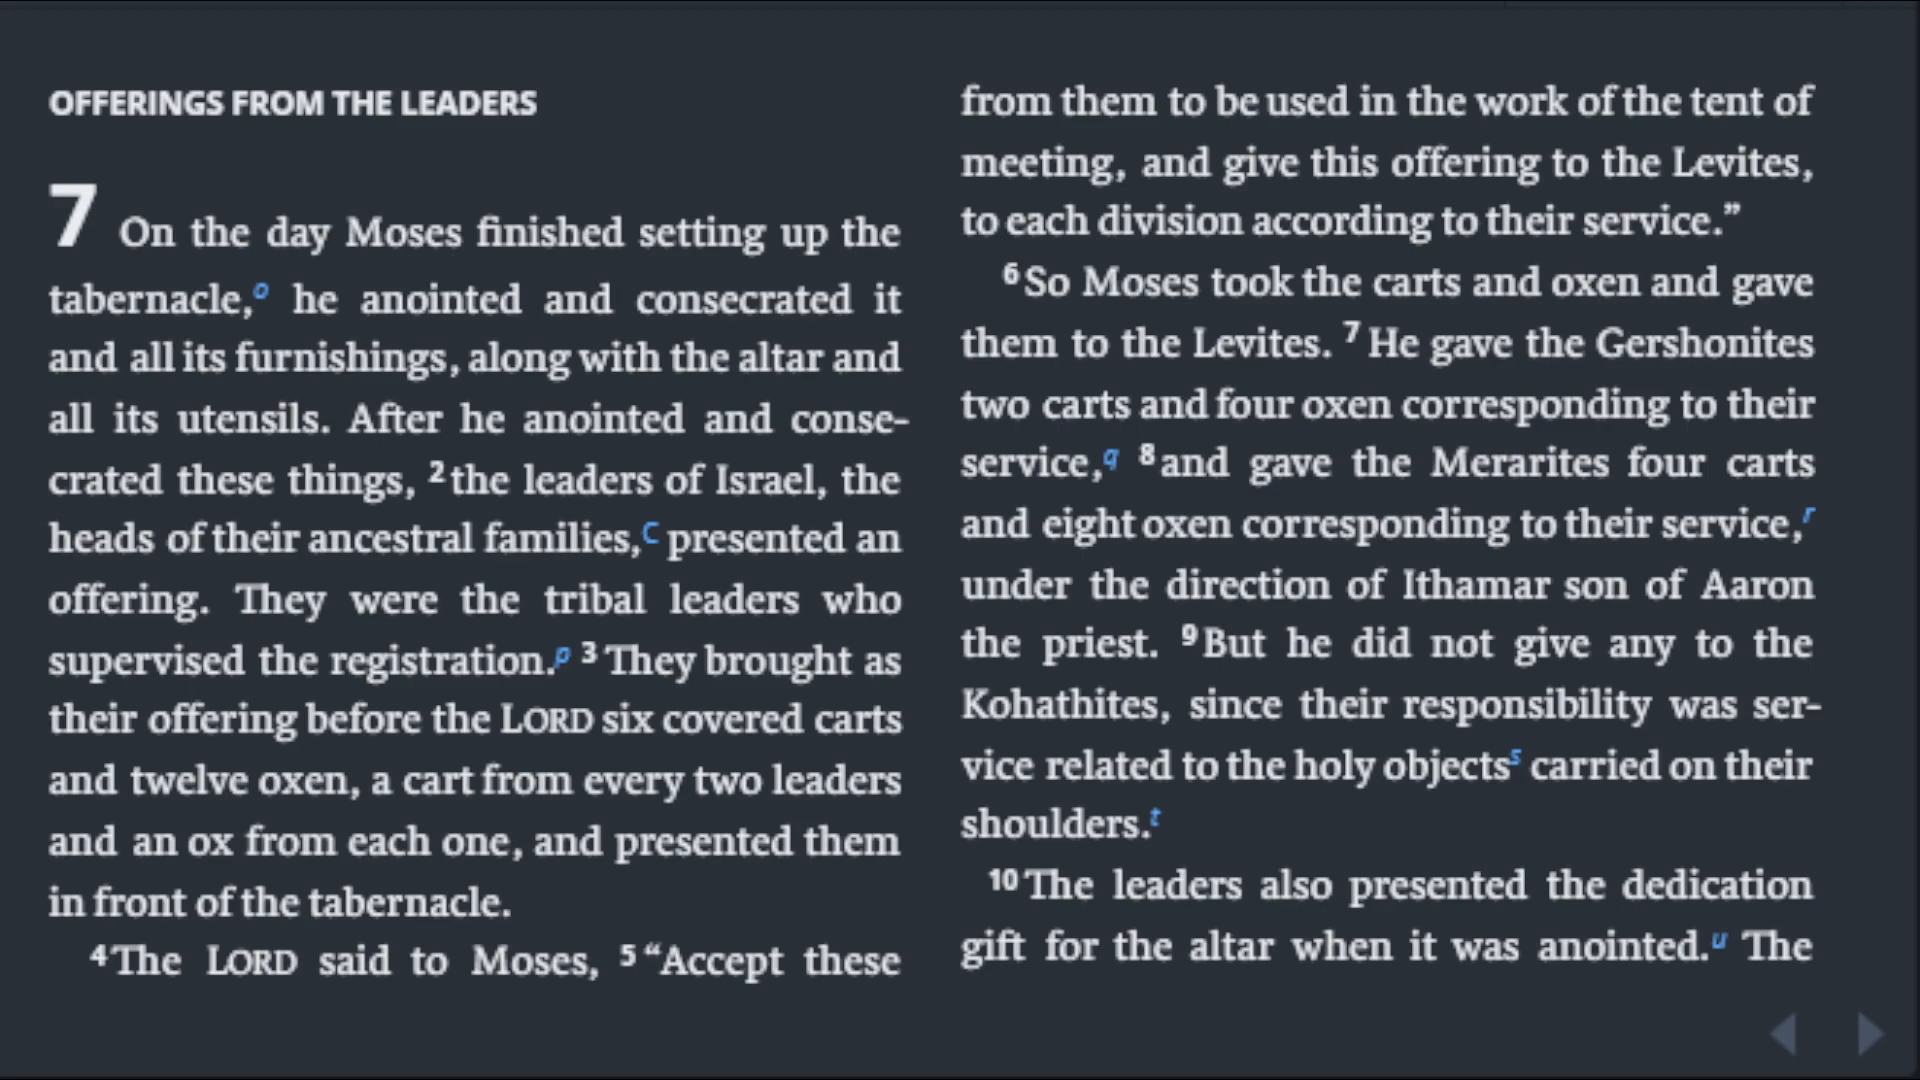 OFFERINGS FROM THE LEADERS
7 On the day Moses finished setting up the
tabernacle,o he anointed and consecrated it
and all its furnishings, along with the altar and
all its utensils. After he anointed and conse-
crated these things, 2 the leaders of Israel, the
heads of their ancestral families,C presented an
offering. They were the tribal leaders who
supervised the registration.p 3 They brought as
their offering before the LORD six covered carts
and twelve oxen, a cart from every two leaders
and an ox from each one, and presented them
in front of the tabernacle.
4 The LORD said to Moses, 5 “Accept these
from them to be used in the work of the tent of
meeting, and give this offering to the Levites,
to each division according to their service.”
6 So Moses took the carts and oxen and gave
them to the Levites. 7 He gave the Gershonites
two carts and four oxen corresponding to their
service,q 8 and gave the Merarites four carts
and eight oxen corresponding to their service,r
under the direction of Ithamar son of Aaron
the priest. 9 But he did not give any to the
Kohathites, since their responsibility was ser-
vice related to the holy objectss carried on their
shoulders.t
10 The leaders also presented the dedication
gift for the altar when it was anointed.u The